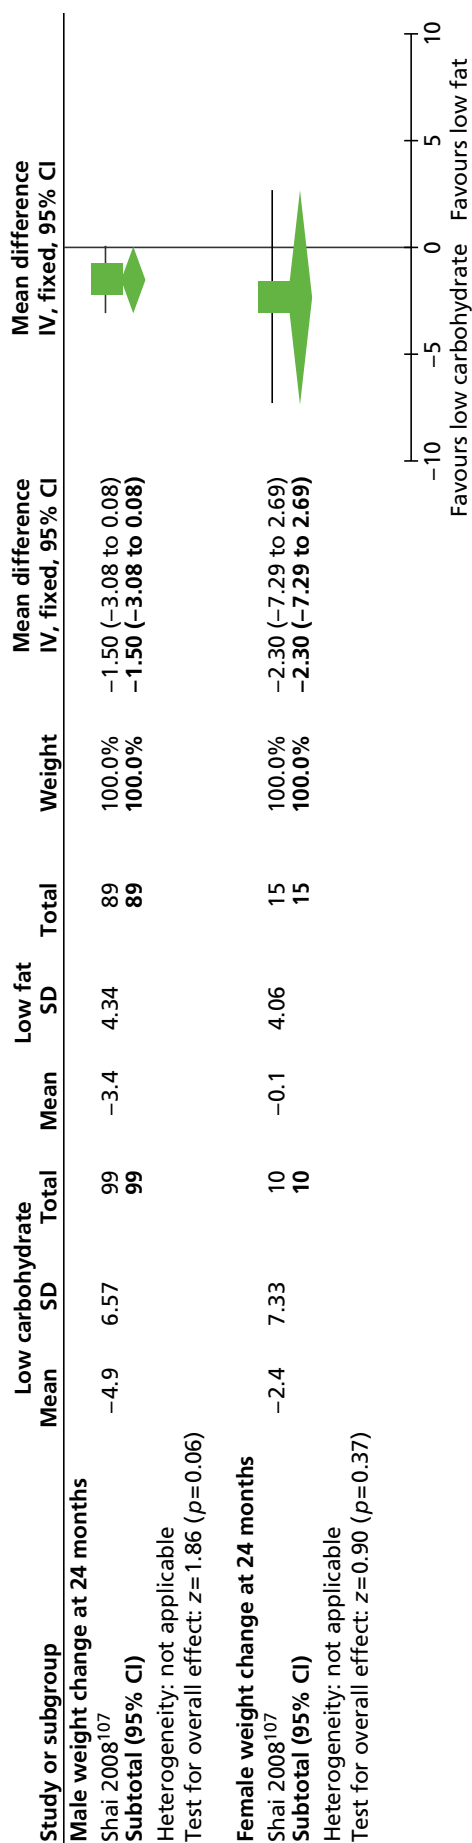 Low carbohydrate Low fat Mean difference Mean difference
Study or subgroup Mean SD Total Mean SD Total Weight IV, fixed, 95% CI IV, fixed, 95% CI
Male weight change at 24 months
Shai 2008107 −4.9 6.57 99 −3.4 4.34 89 100.0% −1.50 (−3.08 to 0.08)
Subtotal (95% CI) 99 89 100.0% −1.50 (−3.08 to 0.08)
Heterogeneity: not applicable
Test for overall effect: z=1.86 (p=0.06)
Female weight change at 24 months
Shai 2008107 −2.4 7.33 10 −0.1 4.06 15 100.0% −2.30 (−7.29 to 2.69)
Subtotal (95% CI) 10 15 100.0% −2.30 (−7.29 to 2.69)
Heterogeneity: not applicable
Test for overall effect: z=0.90 (p=0.37)
−10 −5 0 5 10
Favours low carbohydrate Favours low fat